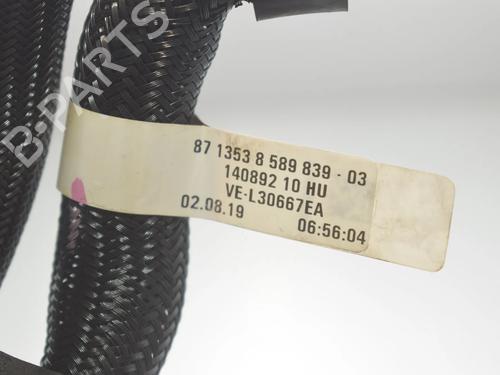 B-PARTS
87 1353 8 589 839 - 03
140892 10 HU
VE-L30667EA
02.08.19 06:56:04